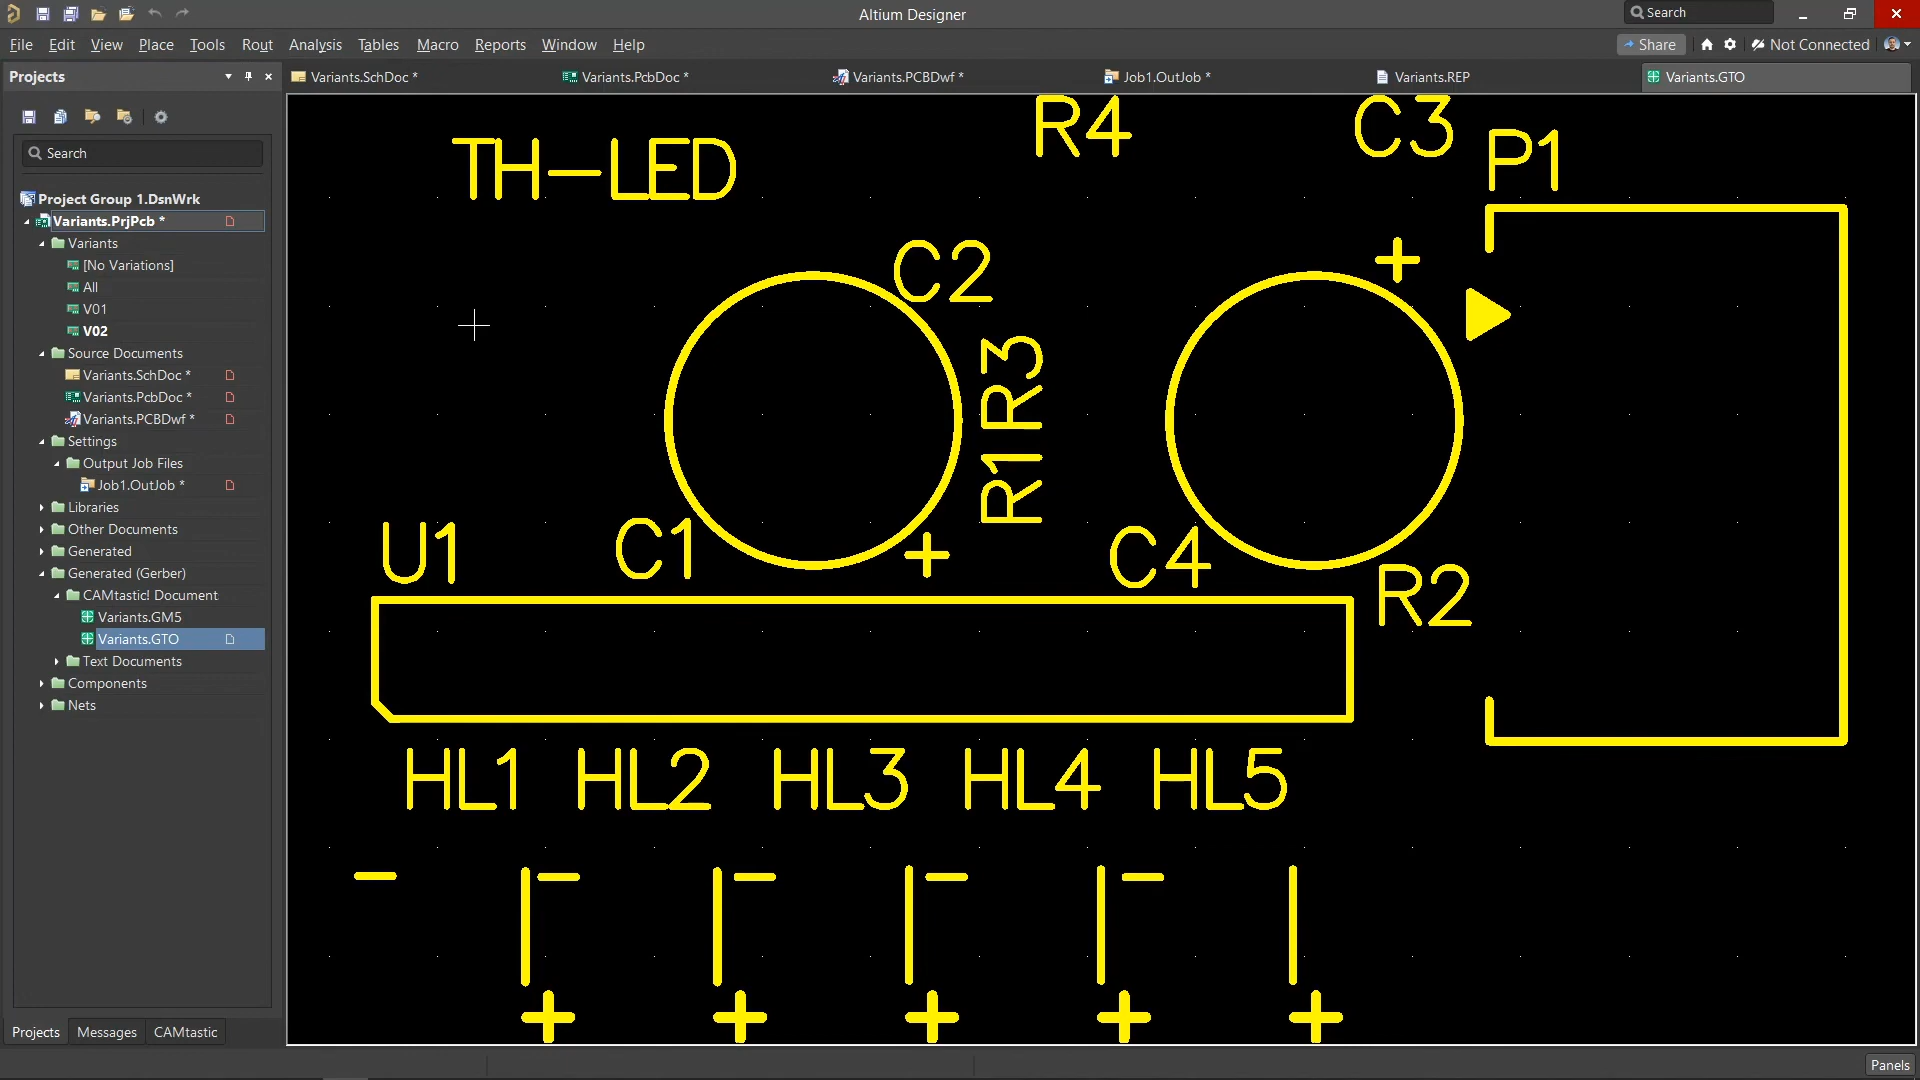 Altium Designer
Search
File Edit View Place Tools Rout Analysis Tables Macro Reports Window Help
Share
Not Connected
Projects
Variants.SchDoc *
Variants.PcbDoc *
Variants.PCBDwf *
Job1.OutJob *
Variants.REP
Variants.GTO
Search
Project Group 1.DsnWrk
Variants.PrjPcb *
Variants
[No Variations]
All
V01
V02
Source Documents
Variants.SchDoc *
Variants.PcbDoc *
Variants.PCBDwf *
Settings
Output Job Files
Job1.OutJob *
Libraries
Other Documents
Generated
Generated (Gerber)
CAMtastic! Document
Variants.GM5
Variants.GTO
Text Documents
Components
Nets
Projects
Messages
CAMtastic
TH-LED
R4
C3
P1
C2
+
R1R3
U1
C1
+
C4
R2
HL1 HL2 HL3 HL4 HL5
- - - - -
+ + + + +
Panels